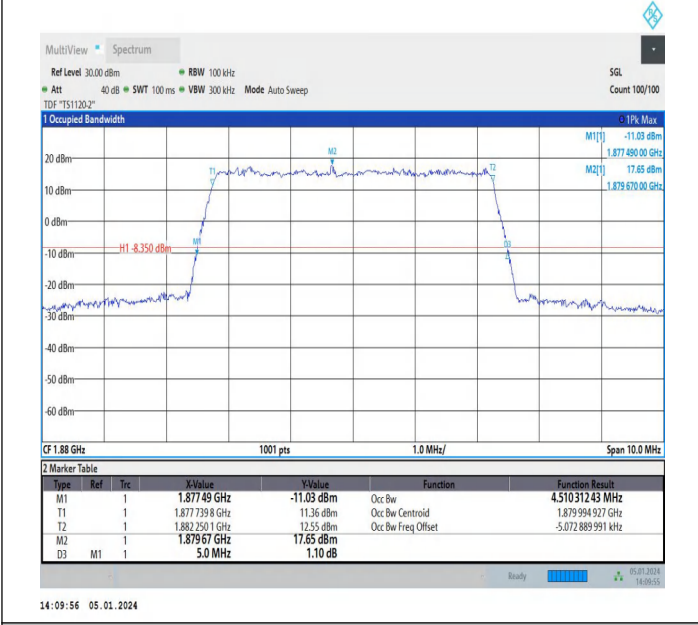 R&S
MultiView Spectrum
Ref Level 30.00 dBm RBW 100 kHz SGL
Att 40 dB SWT 100 ms VBW 300 kHz Mode Auto Sweep Count 100/100
TDF "TS1120-2"
1 Occupied Bandwidth 1Pk Max
M1[1] -11.03 dBm
1.877 490 00 GHz
M2[1] 17.65 dBm
1.879 670 00 GHz
M2
20 dBm
T1 T2
10 dBm
0 dBm
M1 D3
H1 -8.350 dBm
-10 dBm
-20 dBm
-30 dBm
-40 dBm
-50 dBm
-60 dBm
CF 1.88 GHz 1001 pts 1.0 MHz/ Span 10.0 MHz
2 Marker Table
Type Ref Trc X-Value Y-Value Function Function Result
M1 1 1.877 49 GHz -11.03 dBm Occ Bw 4.510 312 43 MHz
T1 1 1.877 739 8 GHz 11.36 dBm Occ Bw Centroid 1.879 994 927 GHz
T2 1 1.882 250 1 GHz 12.55 dBm Occ Bw Freq Offset -5.072 889 991 kHz
M2 1 1.879 67 GHz 17.65 dBm
D3 M1 1 5.0 MHz 1.10 dB
Ready 05.01.2024
14:09:55
14:09:56 05.01.2024